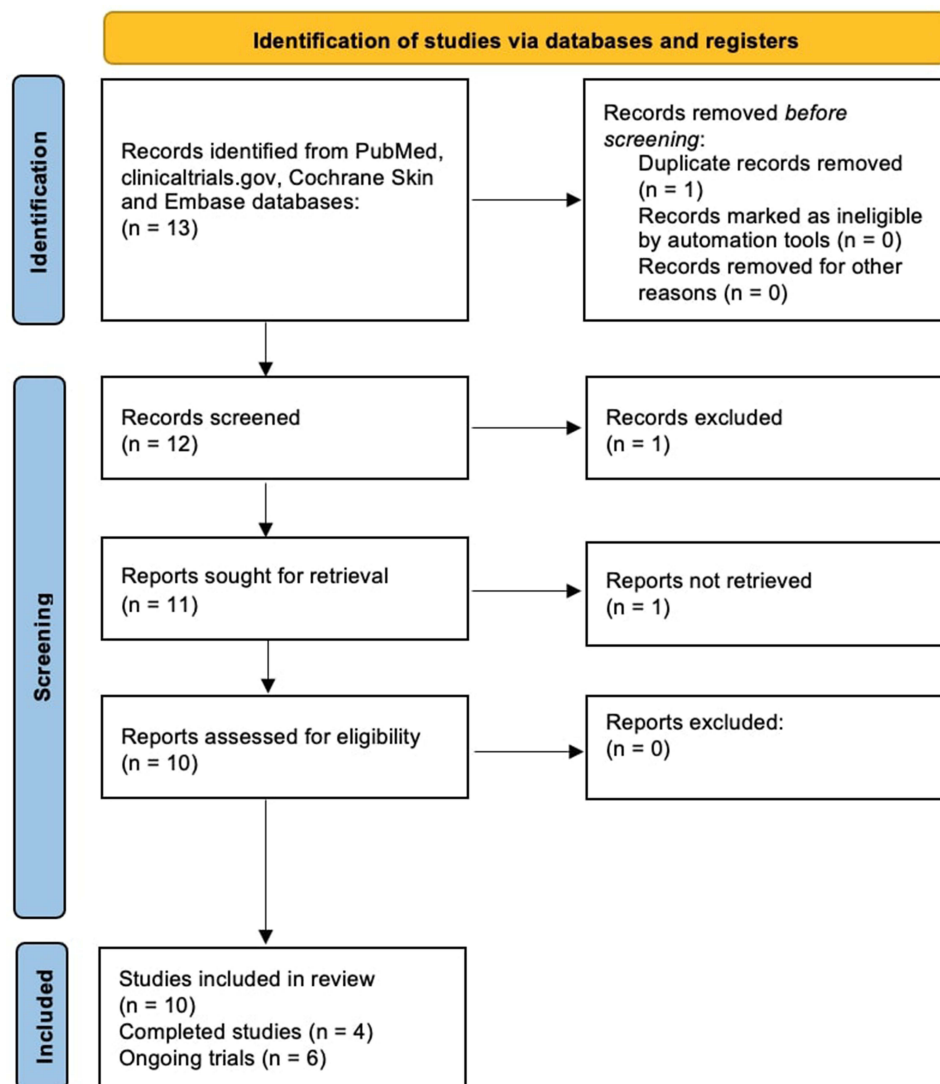 Identification of studies via databases and registers
Identification
Records identified from PubMed,
clinicaltrials.gov, Cochrane Skin
and Embase databases:
(n = 13)
Records removed before
screening:
Duplicate records removed
(n = 1)
Records marked as ineligible
by automation tools (n = 0)
Records removed for other
reasons (n = 0)
Screening
Records screened
(n = 12)
Records excluded
(n = 1)
Reports sought for retrieval
(n = 11)
Reports not retrieved
(n = 1)
Reports assessed for eligibility
(n = 10)
Reports excluded:
(n = 0)
Included
Studies included in review
(n = 10)
Completed studies (n = 4)
Ongoing trials (n = 6)